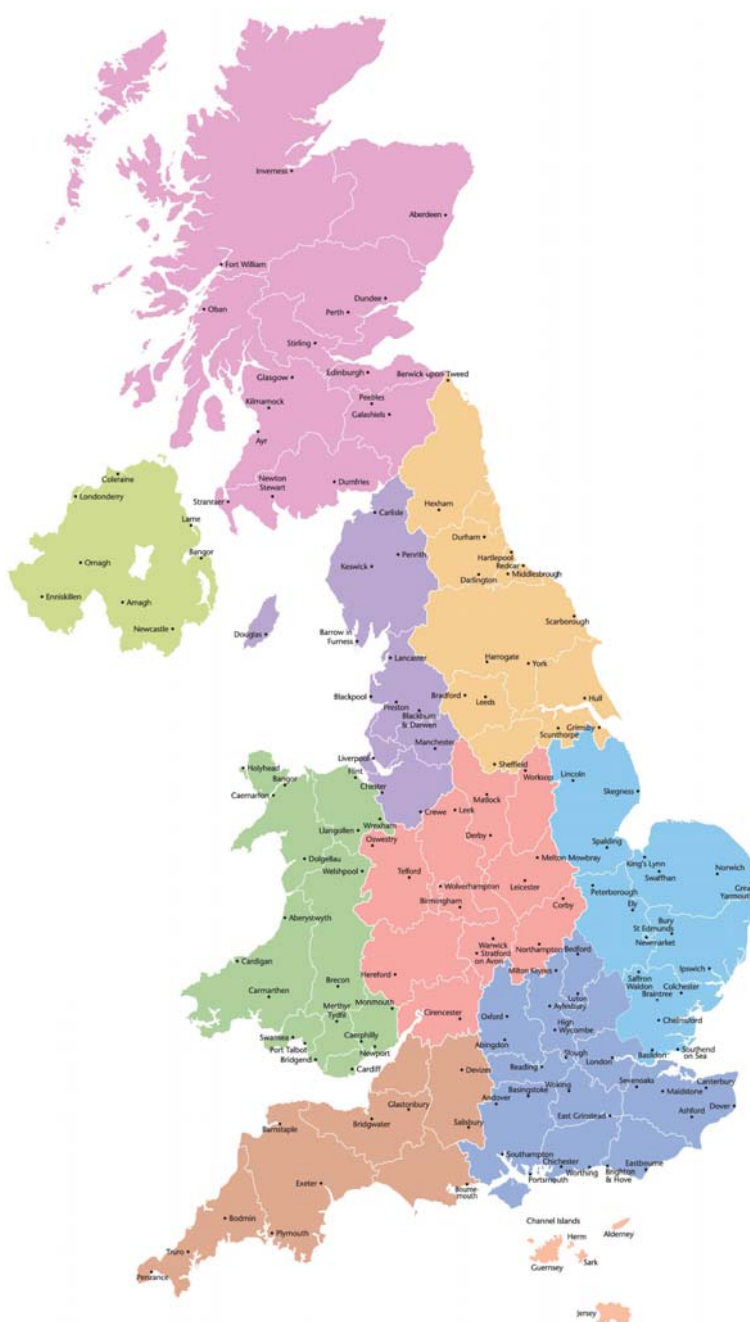 Inverness
Aberdeen
Fort William
Dundee
Oban
Perth
Stirling
Glasgow
Edinburgh
Berwick upon Tweed
Kilmarnock
Peebles
Galashiels
Ayr
Newton
Stewart
Dumfries
Stranraer
Coleraine
Londonderry
Larne
Omagh
Bangor
Enniskillen
Amagh
Newcastle
Carlisle
Hexham
Penrith
Keswick
Durham
Hartlepool
Redcar
Middlesbrough
Darlington
Douglas
Barrow in
Furness
Scarborough
Lancaster
Harrogate
York
Blackpool
Preston
Bradford
Leeds
Hull
Blackburn
& Darwen
Grimsby
Scunthorpe
Manchester
Liverpool
Sheffield
Worksop
Lincoln
Skegness
Holyhead
Bangor
Flint
Chester
Caernarfon
Crewe
Leek
Matlock
Wrexham
Llangollen
Oswestry
Derby
Spalding
Dolgellau
Melton Mowbray
King's Lynn
Norwich
Welshpool
Telford
Wolverhampton
Leicester
Swaffhan
Peterborough
Great
Yarmouth
Birmingham
Corby
Ely
Bury
St Edmunds
Newmarket
Aberystwyth
Warwick
Stratford
on Avon
Northampton
Bedford
Cardigan
Milton Keynes
Hereford
Brecon
Carmarthen
Saffron
Waldon
Ipswich
Colchester
Braintree
Monmouth
Luton
Aylesbury
Merthyr
Tydfil
Cirencester
Oxford
High
Wycombe
Chelmsford
Swansea
Port Talbot
Bridgend
Caerphilly
Newport
Cardiff
Abingdon
Slough
London
Basildon
Southend
on Sea
Devizes
Reading
Basingstoke
Woking
Sevenoaks
Canterbury
Maidstone
Andover
Glastonbury
Bridgwater
Barnstaple
East Grinstead
Ashford
Dover
Salisbury
Southampton
Chichester
Worthing
Brighton
& Hove
Eastbourne
Portsmouth
Exeter
Bourne
mouth
Bodmin
Plymouth
Truro
Penzance
Channel Islands
Alderney
Herm
Sark
Guernsey
Jersey